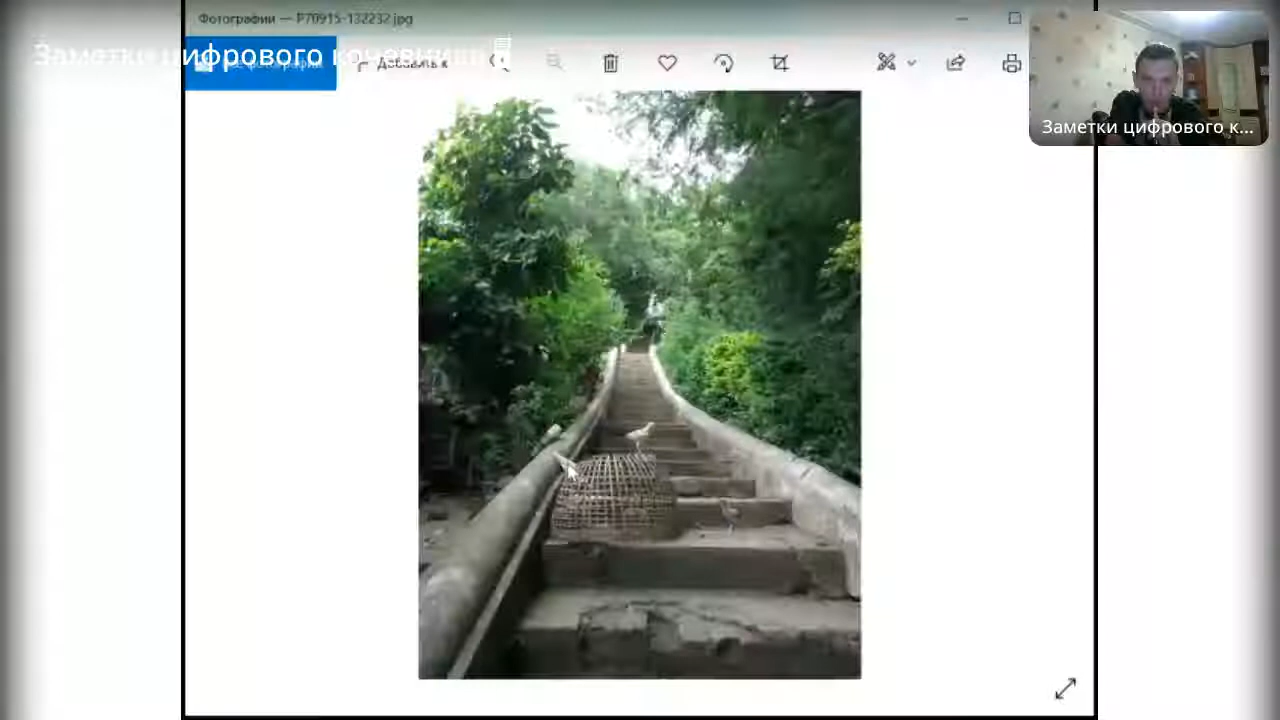 Фотографии — P70915-132232.jpg
Заметки цифрового кочевника
Добавить к
Заметки цифрового к...